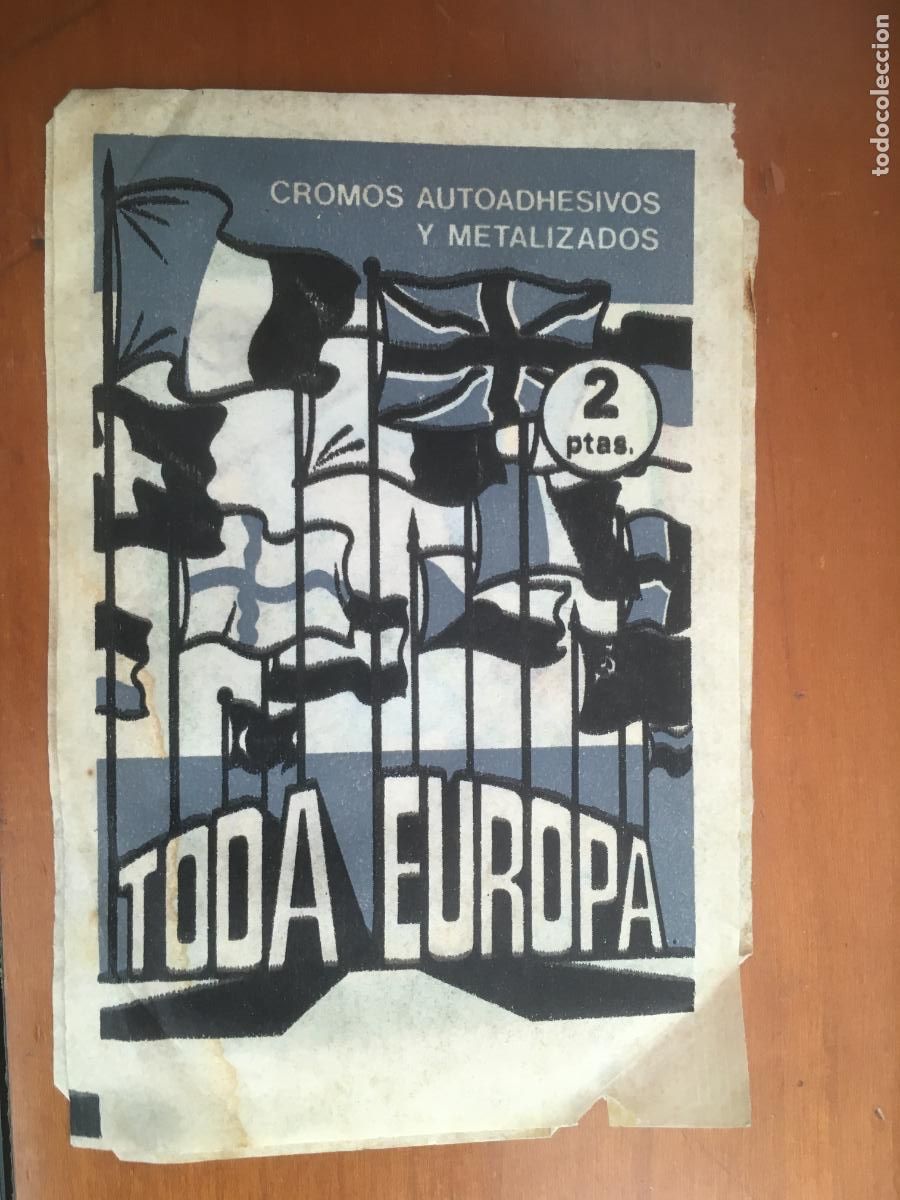 CROMOS AUTOADHESIVOS
Y METALIZADOS
2
ptas.
TODA EUROPA
todocoleccion